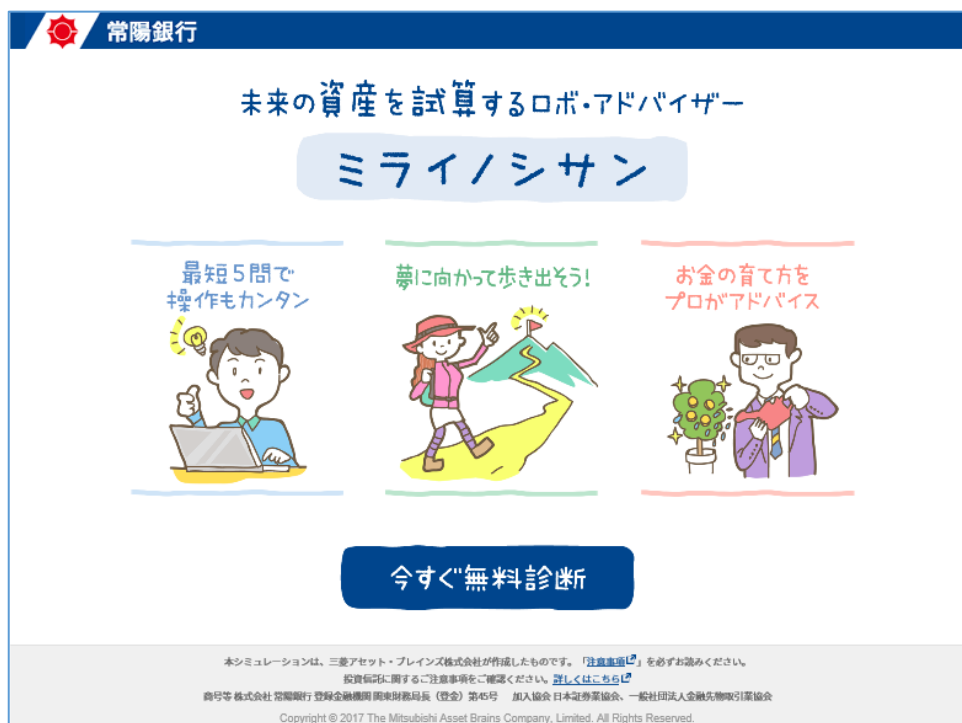 常陽銀行
未来の資産を試算するロボ・アドバイザー
ミライノシサン
最短5問で
操作もカンタン
夢に向かって歩き出そう!
お金の育て方を
プロがアドバイス
今すぐ無料診断
本シミュレーションは、三菱アセット・ブレインズ株式会社が作成したものです。「注意事項」を必ずお読みください。
投資信託に関するご注意事項をご確認ください。詳しくはこちら
商号等 株式会社 常陽銀行 登録金融機関 関東財務局長（登金）第45号　加入協会 日本証券業協会、一般社団法人金融先物取引業協会
Copyright © 2017 The Mitsubishi Asset Brains Company, Limited. All Rights Reserved.